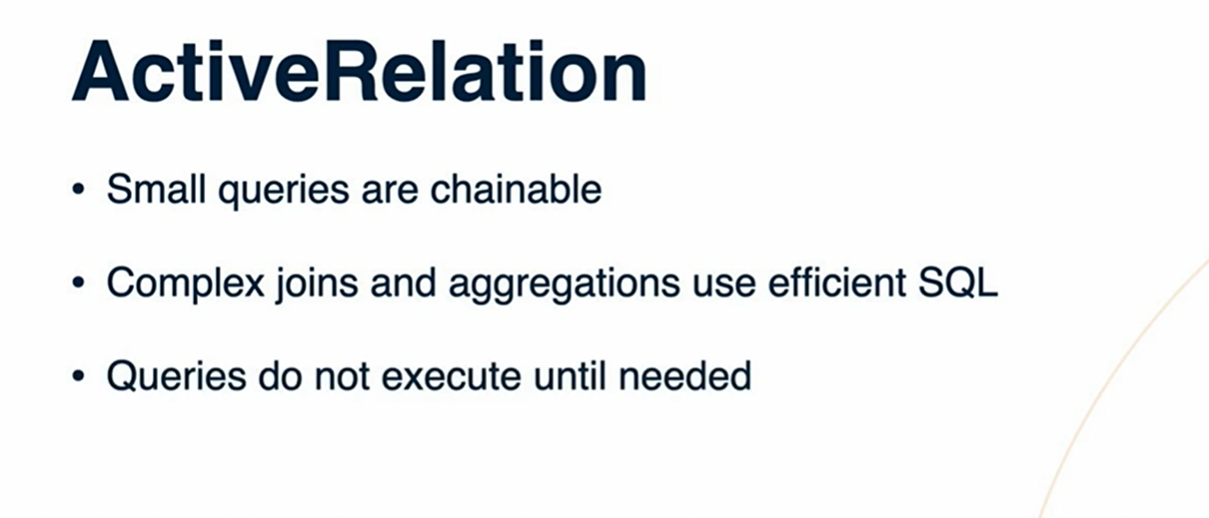 ActiveRelation
• Small queries are chainable
• Complex joins and aggregations use efficient SQL
• Queries do not execute until needed